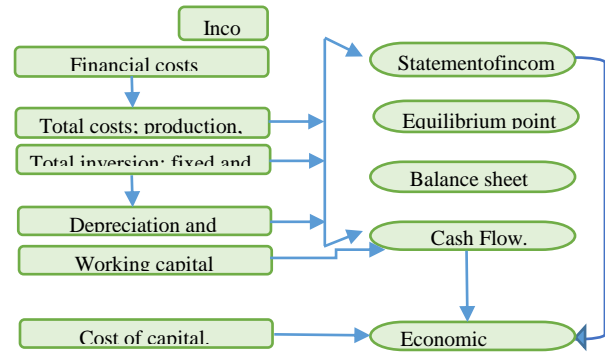 Inco
Financial costs
Total costs; production,
Total inversion; fixed and
Depreciation and
Working capital
Cost of capital.
Statementofincom
Equilibrium point
Balance sheet
Cash Flow.
Economic